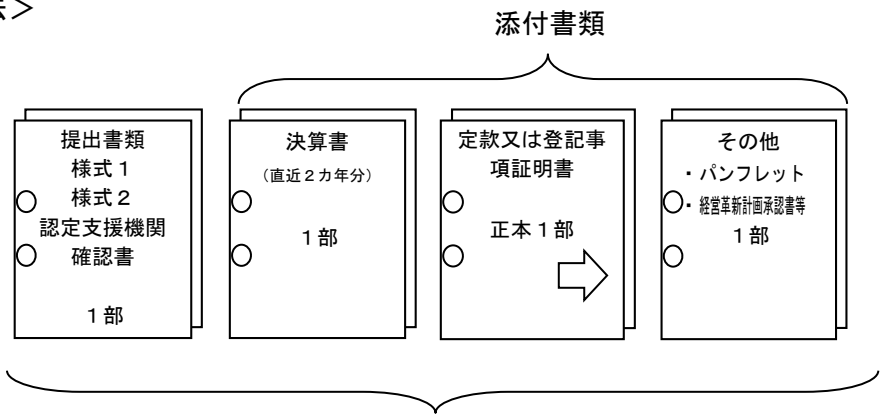 ＞
添付書類
提出書類
様式１
様式２
認定支援機関
確認書
１部
決算書
（直近２カ年分）
１部
定款又は登記事
項証明書
正本１部
その他
・パンフレット
・経営革新計画承認書等
１部